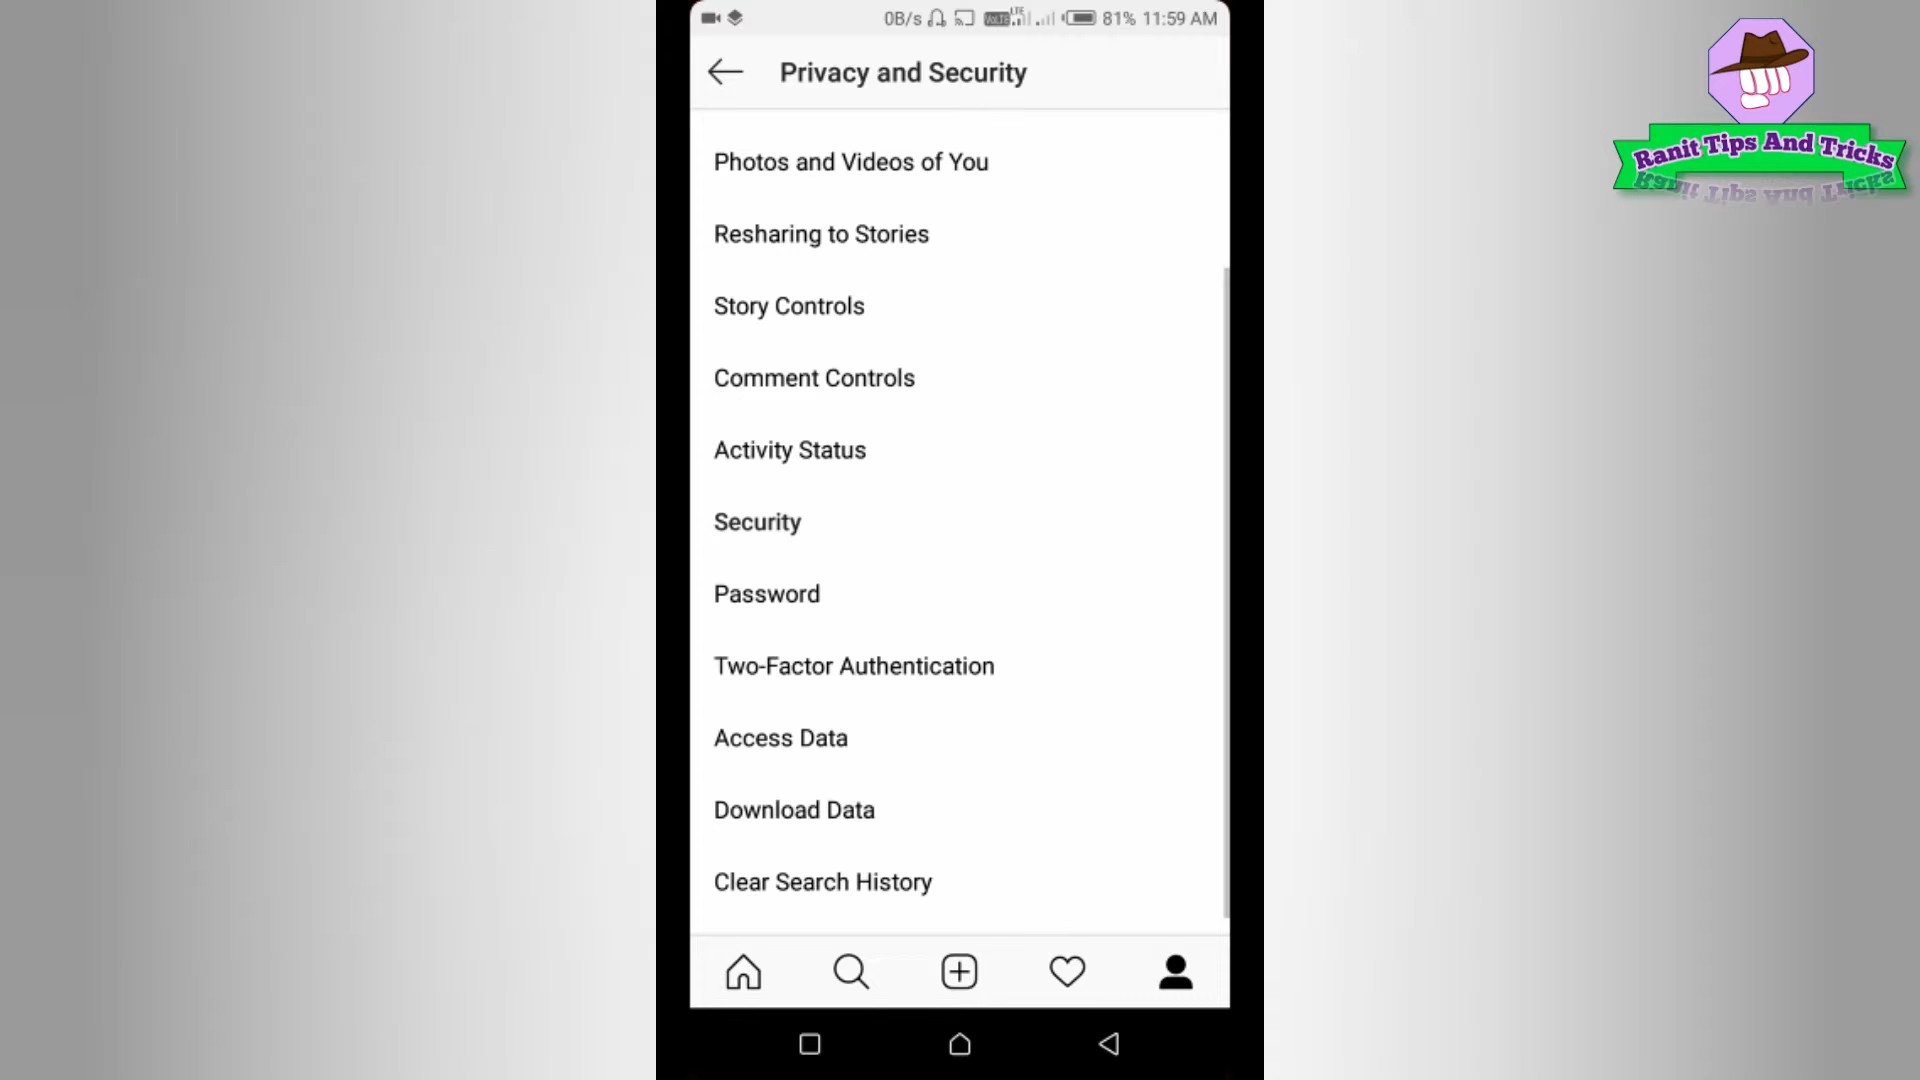 0B/s VoLTE LTE 81% 11:59 AM
Privacy and Security
Photos and Videos of You
Resharing to Stories
Story Controls
Comment Controls
Activity Status
Security
Password
Two-Factor Authentication
Access Data
Download Data
Clear Search History
Ranit Tips And Tricks